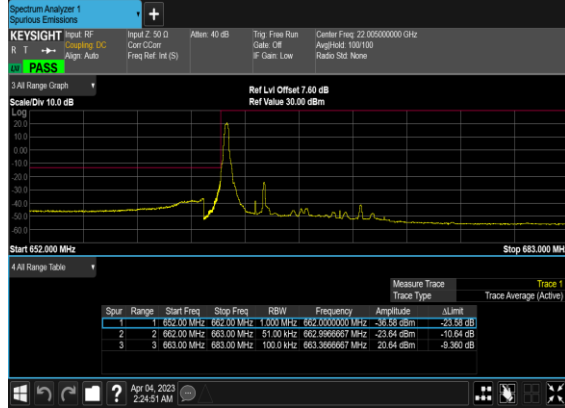 Spectrum Analyzer 1
Spurious Emissions
KEYSIGHT Input: RF Input Z: 50 Ω Atten: 40 dB Trig: Free Run Center Freq: 22.005000000 GHz
R T Coupling: DC Corr CCorr Gate: Off Avg|Hold: 100/100
Align: Auto Freq Ref: Int (S) IF Gain: Low Radio Std: None
PASS
3 All Range Graph
Ref Lvl Offset 7.60 dB
Scale/Div 10.0 dB Ref Value 30.00 dBm
Log
20.0
10.0
0.00
-10.0
-20.0
-30.0
-40.0
-50.0
-60.0
Start 652.000 MHz Stop 683.000 MHz
4 All Range Table
Measure Trace Trace 1
Trace Type Trace Average (Active)
Spur Range Start Freq Stop Freq RBW Frequency Amplitude ΔLimit
1 1 652.00 MHz 662.00 MHz 1.000 MHz 662.0000000 MHz -36.58 dBm -23.58 dB
2 2 662.00 MHz 663.00 MHz 51.00 kHz 662.9966667 MHz -23.64 dBm -10.64 dB
3 3 663.00 MHz 683.00 MHz 100.0 kHz 663.3666667 MHz 20.64 dBm -9.360 dB
?
Apr 04, 2023
2:24:51 AM